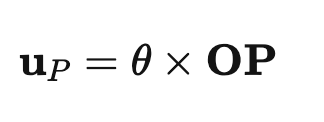 𝐮_P = θ × 𝐎𝐏